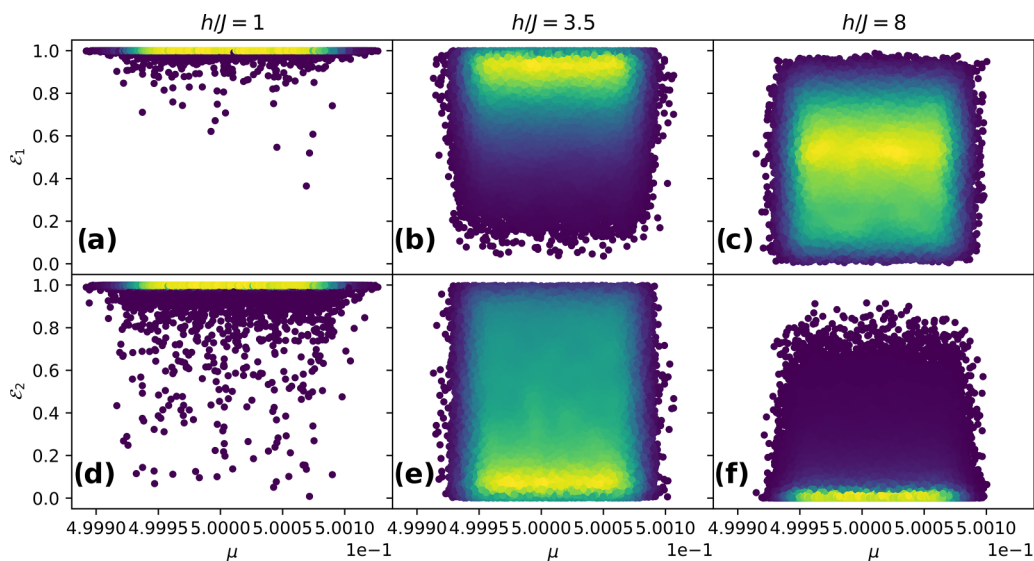 h/J = 1
h/J = 3.5
h/J = 8
1.0
0.8
0.6
0.4
0.2
0.0
ℰ₁
(a)
(b)
(c)
1.0
0.8
0.6
0.4
0.2
0.0
ℰ₂
(d)
(e)
(f)
4.9990 4.9995 5.0000 5.0005 5.0010
4.9990 4.9995 5.0000 5.0005 5.0010
4.9990 4.9995 5.0000 5.0005 5.0010
μ
1e−1
μ
1e−1
μ
1e−1